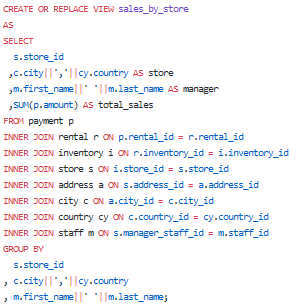 CREATE OR REPLACE VIEW sales_by_store
AS
SELECT
s.store_id
,c.city||','||cy.country AS store
,m.first_name||' '||m.last_name AS manager
,SUM(p.amount) AS total_sales
FROM payment p
INNER JOIN rental r ON p.rental_id = r.rental_id
INNER JOIN inventory i ON r.inventory_id = i.inventory_id
INNER JOIN store s ON i.store_id = s.store_id
INNER JOIN address a ON s.address_id = a.address_id
INNER JOIN city c ON a.city_id = c.city_id
INNER JOIN country cy ON c.country_id = cy.country_id
INNER JOIN staff m ON s.manager_staff_id = m.staff_id
GROUP BY
s.store_id
, c.city||','||cy.country
, m.first_name||' '||m.last_name;